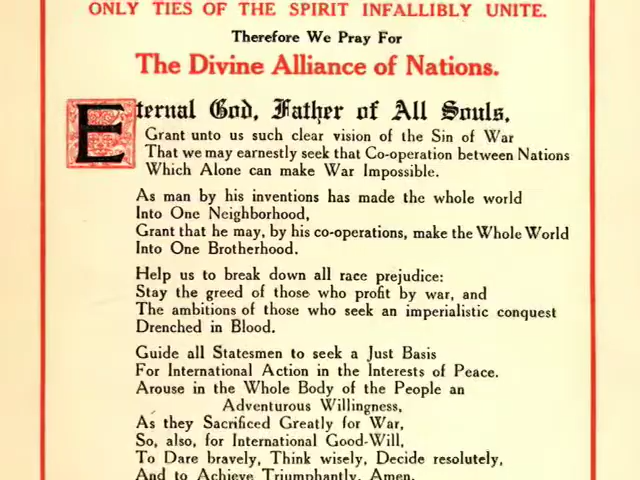 ONLY TIES OF THE SPIRIT INFALLIBLY UNITE.
Therefore We Pray For
The Divine Alliance of Nations.
Eternal God, Father of All Souls,
Grant unto us such clear vision of the Sin of War
That we may earnestly seek that Co-operation between Nations
Which Alone can make War Impossible.
As man by his inventions has made the whole world
Into One Neighborhood,
Grant that he may, by his co-operations, make the Whole World
Into One Brotherhood.
Help us to break down all race prejudice:
Stay the greed of those who profit by war, and
The ambitions of those who seek an imperialistic conquest
Drenched in Blood.
Guide all Statesmen to seek a Just Basis
For International Action in the Interests of Peace.
Arouse in the Whole Body of the People an
Adventurous Willingness,
As they Sacrificed Greatly for War,
So, also, for International Good-Will,
To Dare bravely, Think wisely, Decide resolutely,
And to Achieve Triumphantly. Amen.